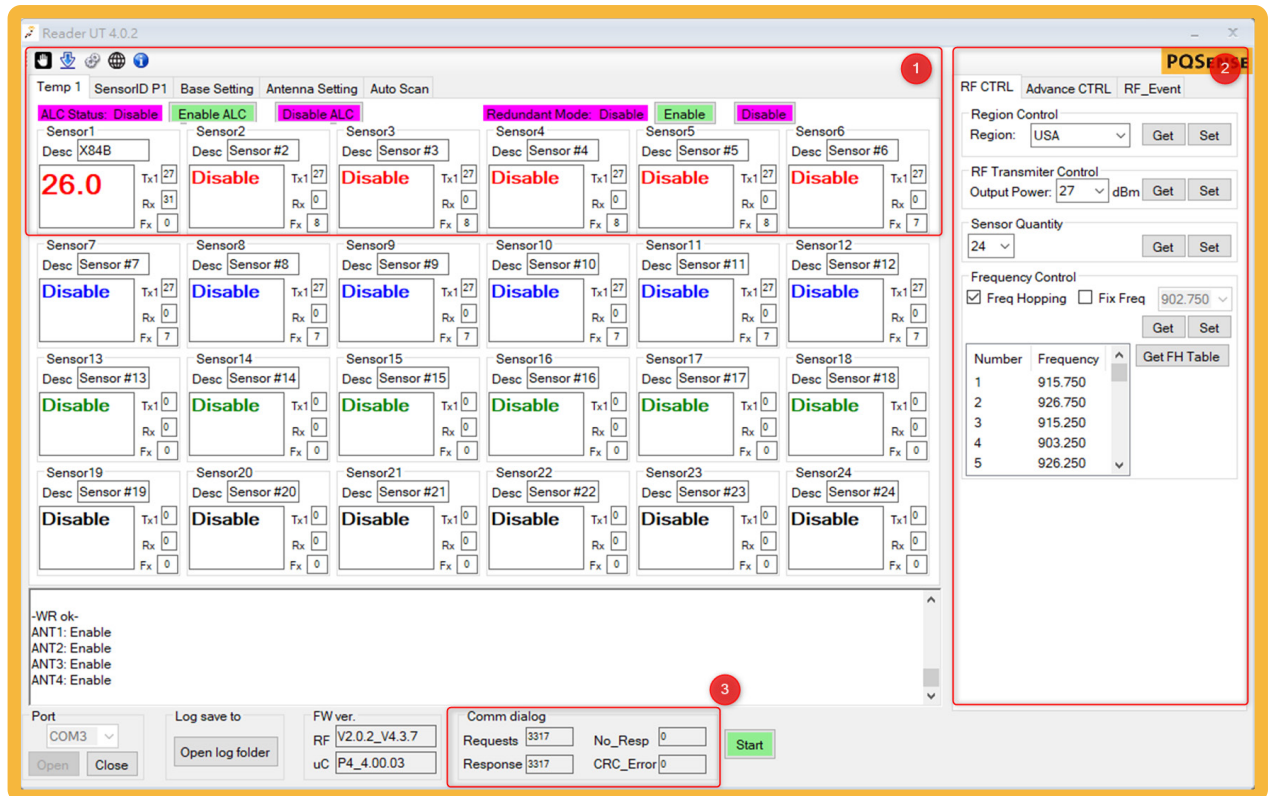 Reader UT 4.0.2
1
PQSENSE
2
Temp 1 SensorID P1 Base Setting Antenna Setting Auto Scan
RF CTRL Advance CTRL RF_Event
ALC Status: Disable Enable ALC Disable ALC Redundant Mode: Disable Enable Disable
Sensor1 Sensor2 Sensor3 Sensor4 Sensor5 Sensor6
Desc X84B Desc Sensor #2 Desc Sensor #3 Desc Sensor #4 Desc Sensor #5 Desc Sensor #6
26.0 Tx1 27 Disable Tx1 27 Disable Tx1 27 Disable Tx1 27 Disable Tx1 27 Disable Tx1 27
Rx 31 Rx 0 Rx 0 Rx 0 Rx 0 Rx 0
Fx 0 Fx 8 Fx 8 Fx 8 Fx 8 Fx 7
Sensor7 Sensor8 Sensor9 Sensor10 Sensor11 Sensor12
Desc Sensor #7 Desc Sensor #8 Desc Sensor #9 Desc Sensor #10 Desc Sensor #11 Desc Sensor #12
Disable Tx1 27 Disable Tx1 27 Disable Tx1 27 Disable Tx1 27 Disable Tx1 27 Disable Tx1 27
Rx 0 Rx 0 Rx 0 Rx 0 Rx 0 Rx 0
Fx 7 Fx 7 Fx 7 Fx 7 Fx 7 Fx 7
Sensor13 Sensor14 Sensor15 Sensor16 Sensor17 Sensor18
Desc Sensor #13 Desc Sensor #14 Desc Sensor #15 Desc Sensor #16 Desc Sensor #17 Desc Sensor #18
Disable Tx1 0 Disable Tx1 0 Disable Tx1 0 Disable Tx1 0 Disable Tx1 0 Disable Tx1 0
Rx 0 Rx 0 Rx 0 Rx 0 Rx 0 Rx 0
Fx 0 Fx 0 Fx 0 Fx 0 Fx 0 Fx 0
Sensor19 Sensor20 Sensor21 Sensor22 Sensor23 Sensor24
Desc Sensor #19 Desc Sensor #20 Desc Sensor #21 Desc Sensor #22 Desc Sensor #23 Desc Sensor #24
Disable Tx1 0 Disable Tx1 0 Disable Tx1 0 Disable Tx1 0 Disable Tx1 0 Disable Tx1 0
Rx 0 Rx 0 Rx 0 Rx 0 Rx 0 Rx 0
Fx 0 Fx 0 Fx 0 Fx 0 Fx 0 Fx 0
Region Control
Region: USA Get Set
RF Transmiter Control
Output Power: 27 dBm Get Set
Sensor Quantity
24 Get Set
Frequency Control
Freq Hopping Fix Freq 902.750
Get Set
Number Frequency Get FH Table
1 915.750
2 926.750
3 915.250
4 903.250
5 926.250
-WR ok-
ANT1: Enable
ANT2: Enable
ANT3: Enable
ANT4: Enable
3
Port Log save to FW ver. Comm dialog
COM3 Open log folder RF V2.0.2_V4.3.7 Requests 3317 No_Resp 0 Start
Open Close uC P4_4.00.03 Response 3317 CRC_Error 0